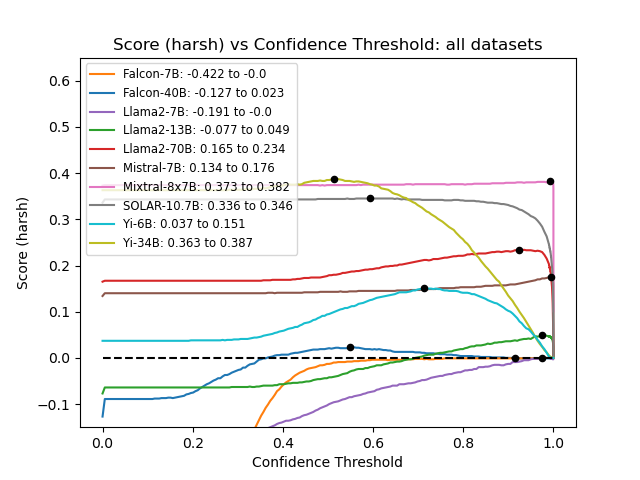 Score (harsh) vs Confidence Threshold: all datasets
Score (harsh)
0.6
0.5
0.4
0.3
0.2
0.1
0.0
−0.1
Falcon-7B: -0.422 to -0.0
Falcon-40B: -0.127 to 0.023
Llama2-7B: -0.191 to -0.0
Llama2-13B: -0.077 to 0.049
Llama2-70B: 0.165 to 0.234
Mistral-7B: 0.134 to 0.176
Mixtral-8x7B: 0.373 to 0.382
SOLAR-10.7B: 0.336 to 0.346
Yi-6B: 0.037 to 0.151
Yi-34B: 0.363 to 0.387
0.0 0.2 0.4 0.6 0.8 1.0
Confidence Threshold